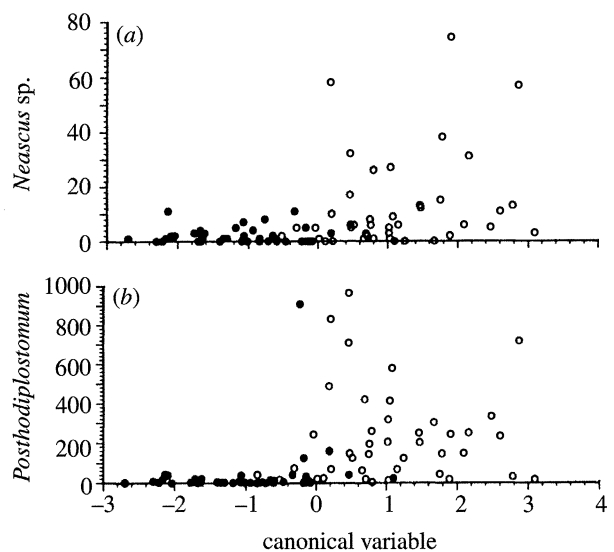 80
(a)
60
40
20
0
Neascus sp.
1000
(b)
800
600
400
200
0
Posthodiplostomum
−3 −2 −1 0 1 2 3 4
canonical variable